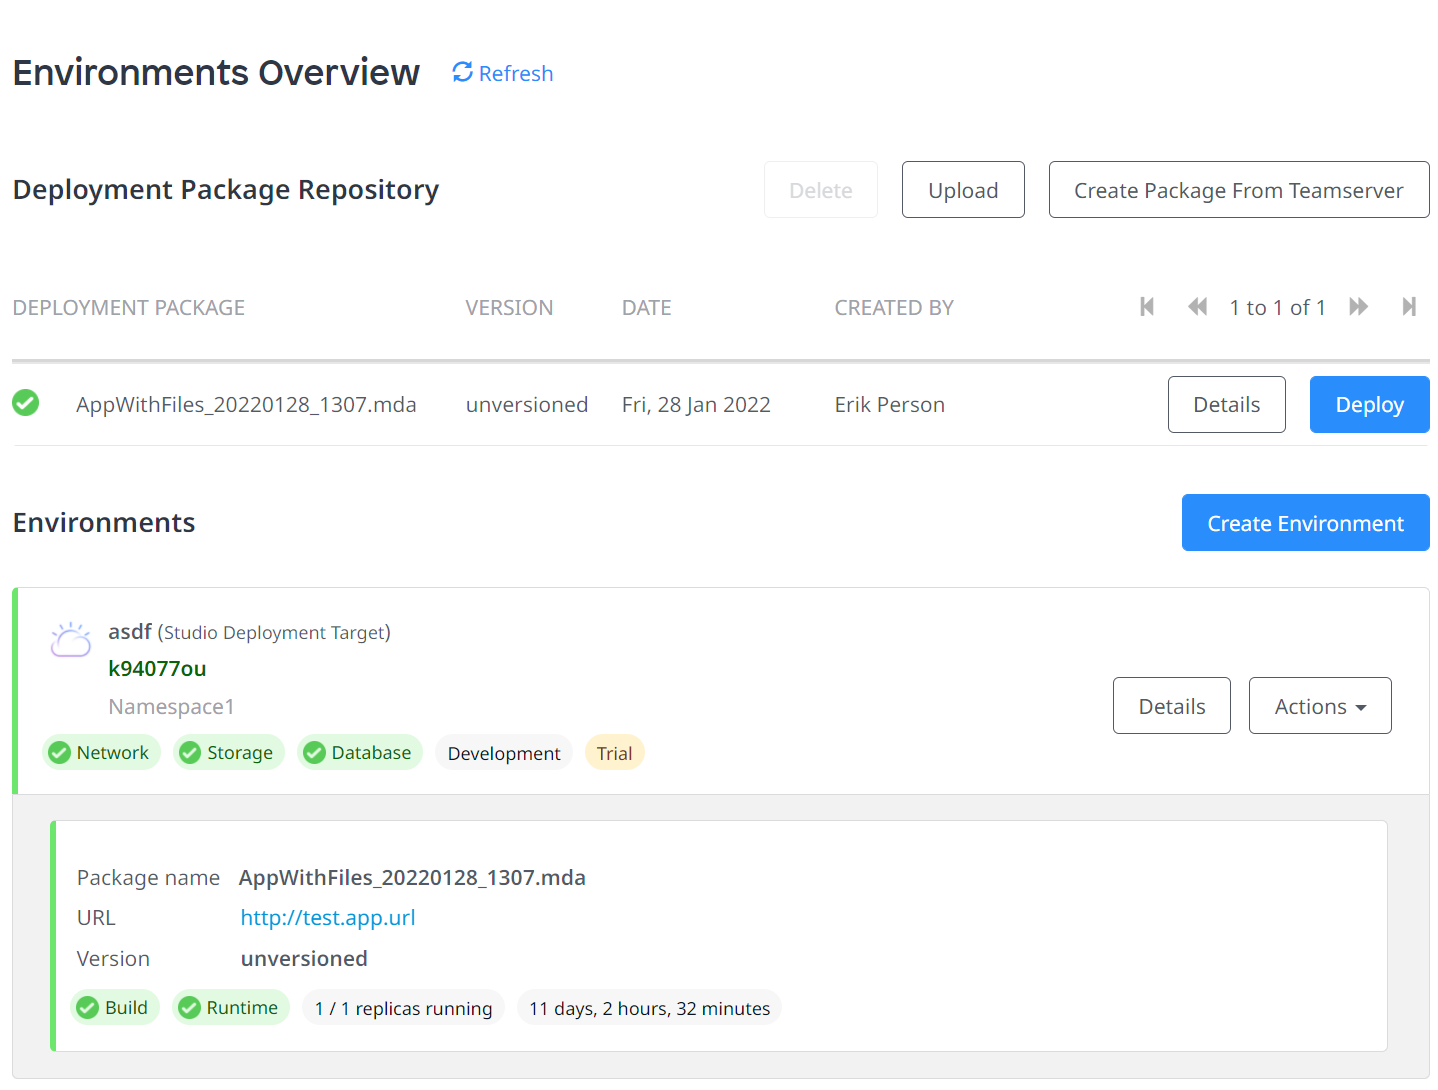 Environments Overview Refresh
Deployment Package Repository Delete Upload Create Package From Teamserver
DEPLOYMENT PACKAGE VERSION DATE CREATED BY 1 to 1 of 1
AppWithFiles_20220128_1307.mda unversioned Fri, 28 Jan 2022 Erik Person Details Deploy
Environments Create Environment
asdf (Studio Deployment Target)
k94077ou
Namespace1 Details Actions
Network Storage Database Development Trial
Package name AppWithFiles_20220128_1307.mda
URL http://test.app.url
Version unversioned
Build Runtime 1 / 1 replicas running 11 days, 2 hours, 32 minutes